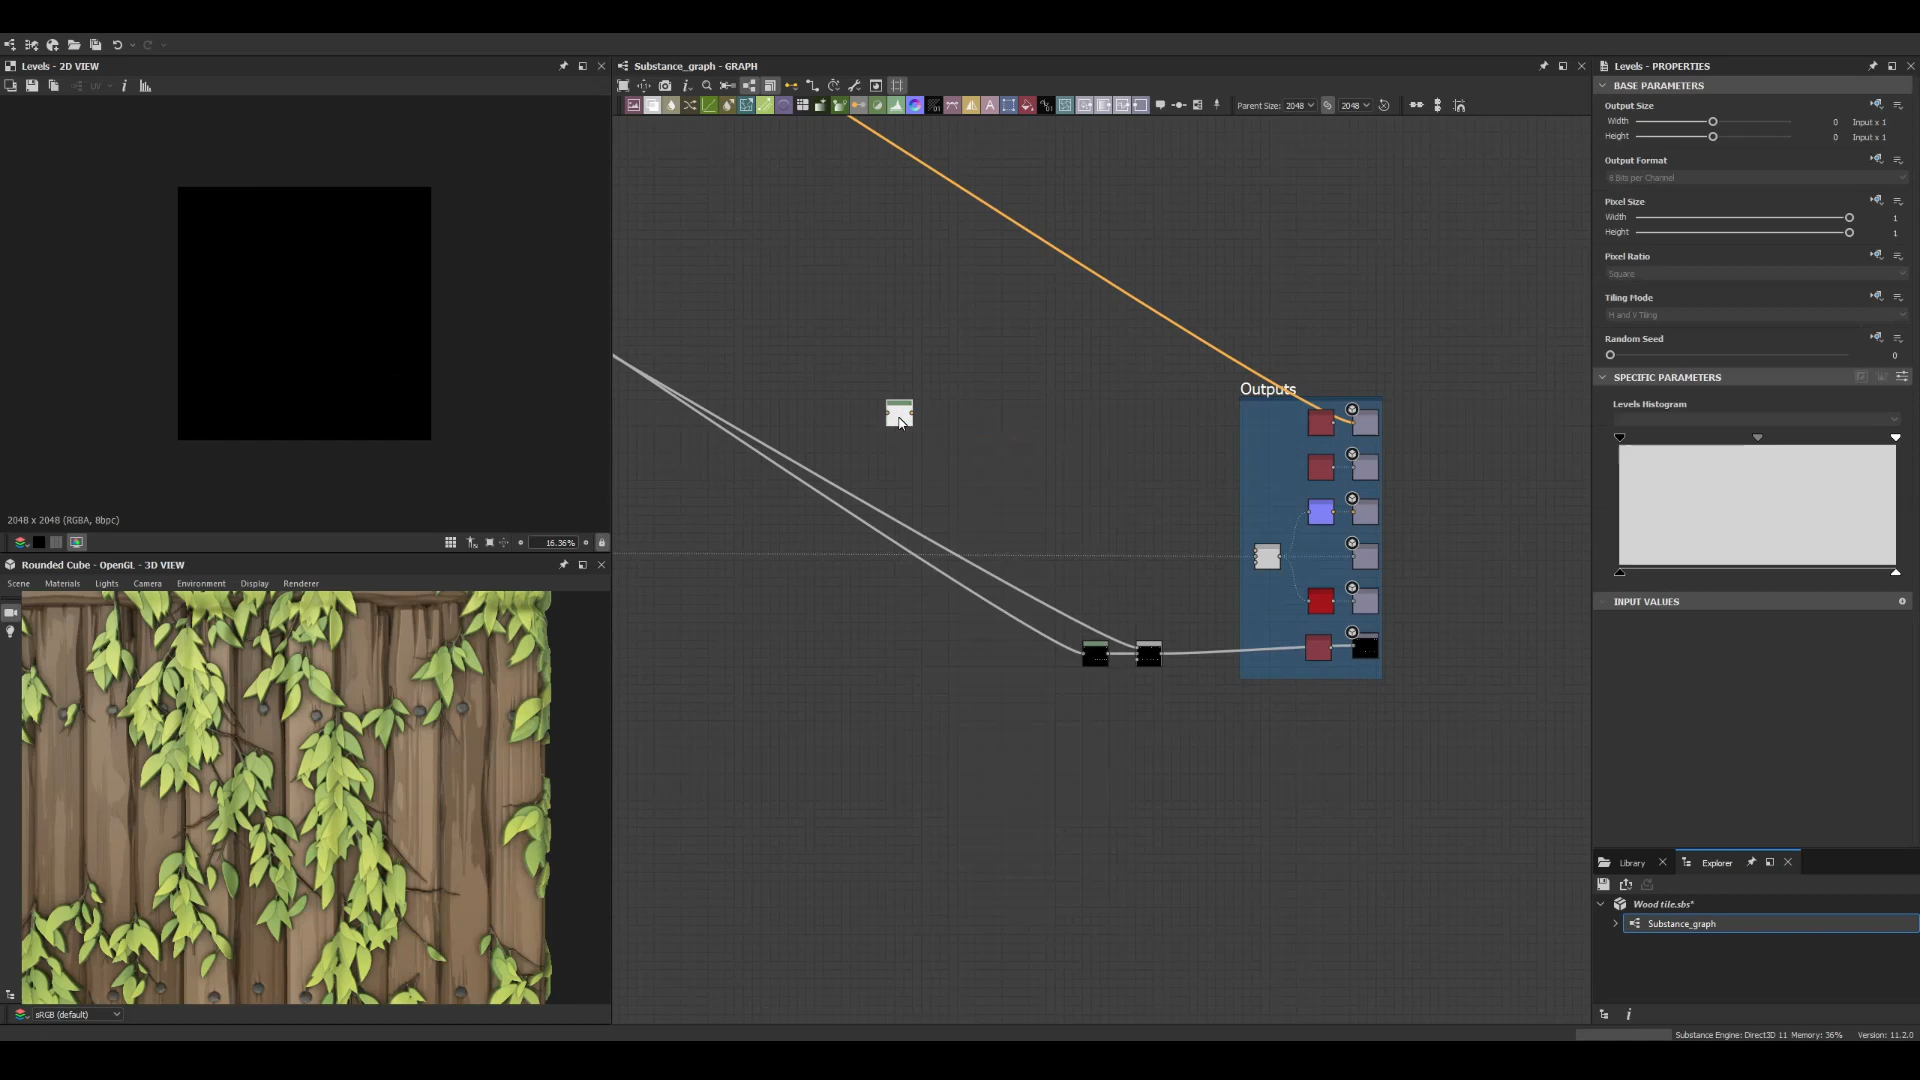 Levels - 2D VIEW
UV
2048 x 2048 (RGBA, 8bpc)
16.36%
Rounded Cube - OpenGL - 3D VIEW
Scene Materials Lights Camera Environment Display Renderer
sRGB (default)
Substance_graph - GRAPH
Parent Size: 2048 2048
Outputs
Levels - PROPERTIES
BASE PARAMETERS
Output Size
Width 0 Input x 1
Height 0 Input x 1
Output Format
8 Bits per Channel
Pixel Size
Width 1
Height 1
Pixel Ratio
Square
Tiling Mode
H and V Tiling
Random Seed
0
SPECIFIC PARAMETERS
Levels Histogram
INPUT VALUES
Library Explorer
Wood tile.sbs*
Substance_graph
Substance Engine: Direct3D 11 Memory: 36% Version: 11.2.0